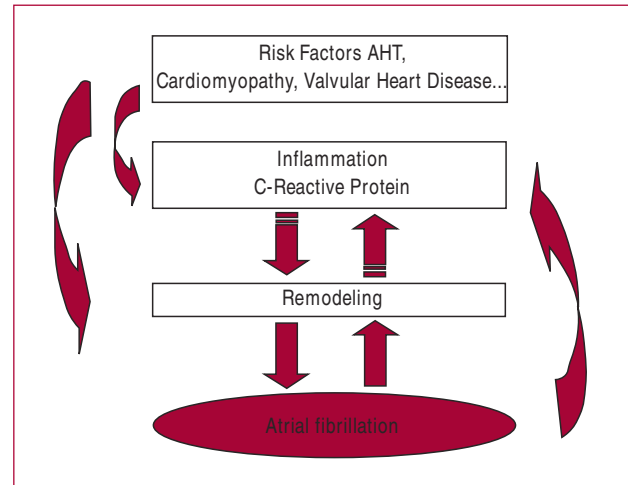 Risk Factors AHT,
Cardiomyopathy, Valvular Heart Disease...
Inflammation
C-Reactive Protein
Remodeling
Atrial fibrillation